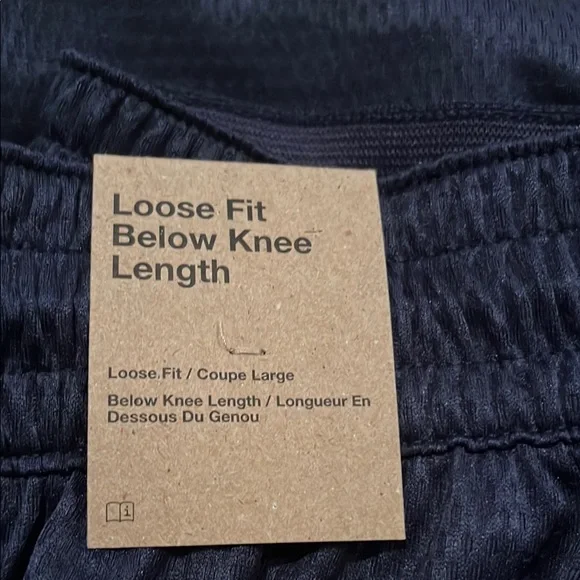 Loose Fit
Below Knee
Length
Loose Fit / Coupe Large
Below Knee Length / Longueur En
Dessous Du Genou
i